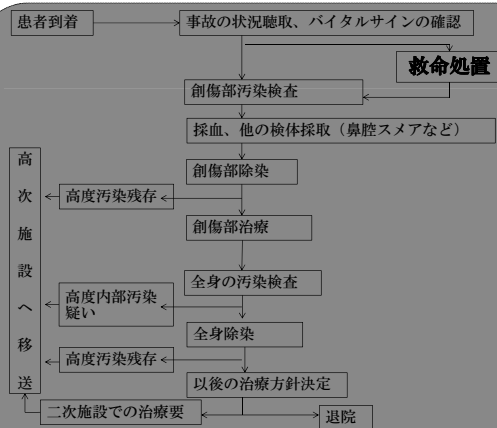 患者到着
事故の状況聴取、バイタルサインの確認
救命処置
創傷部汚染検査
採血、他の検体採取（鼻腔スメアなど）
創傷部除染
高度汚染残存
創傷部治療
全身の汚染検査
高度内部汚染
疑い
全身除染
高度汚染残存
以後の治療方針決定
二次施設での治療要
退院
高次施設へ移送